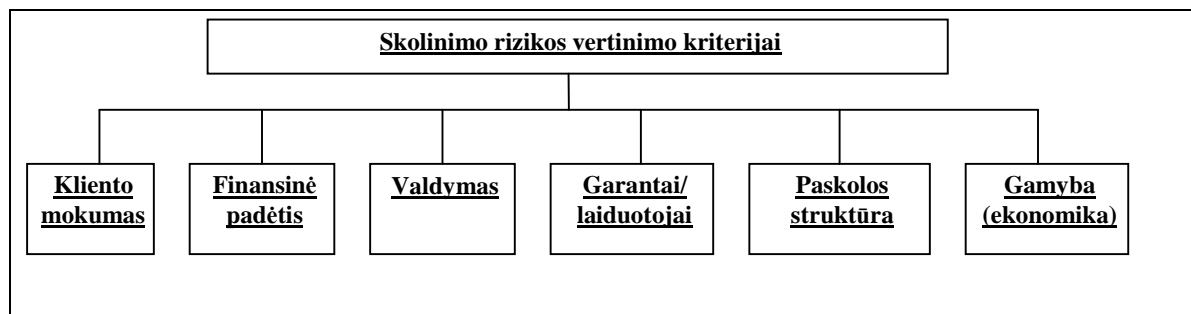 Skolinimo rizikos vertinimo kriterijai
Kliento
mokumas
Finansinė
padėtis
Valdymas
Garantai/
laiduotojai
Paskolos
struktūra
Gamyba
(ekonomika)